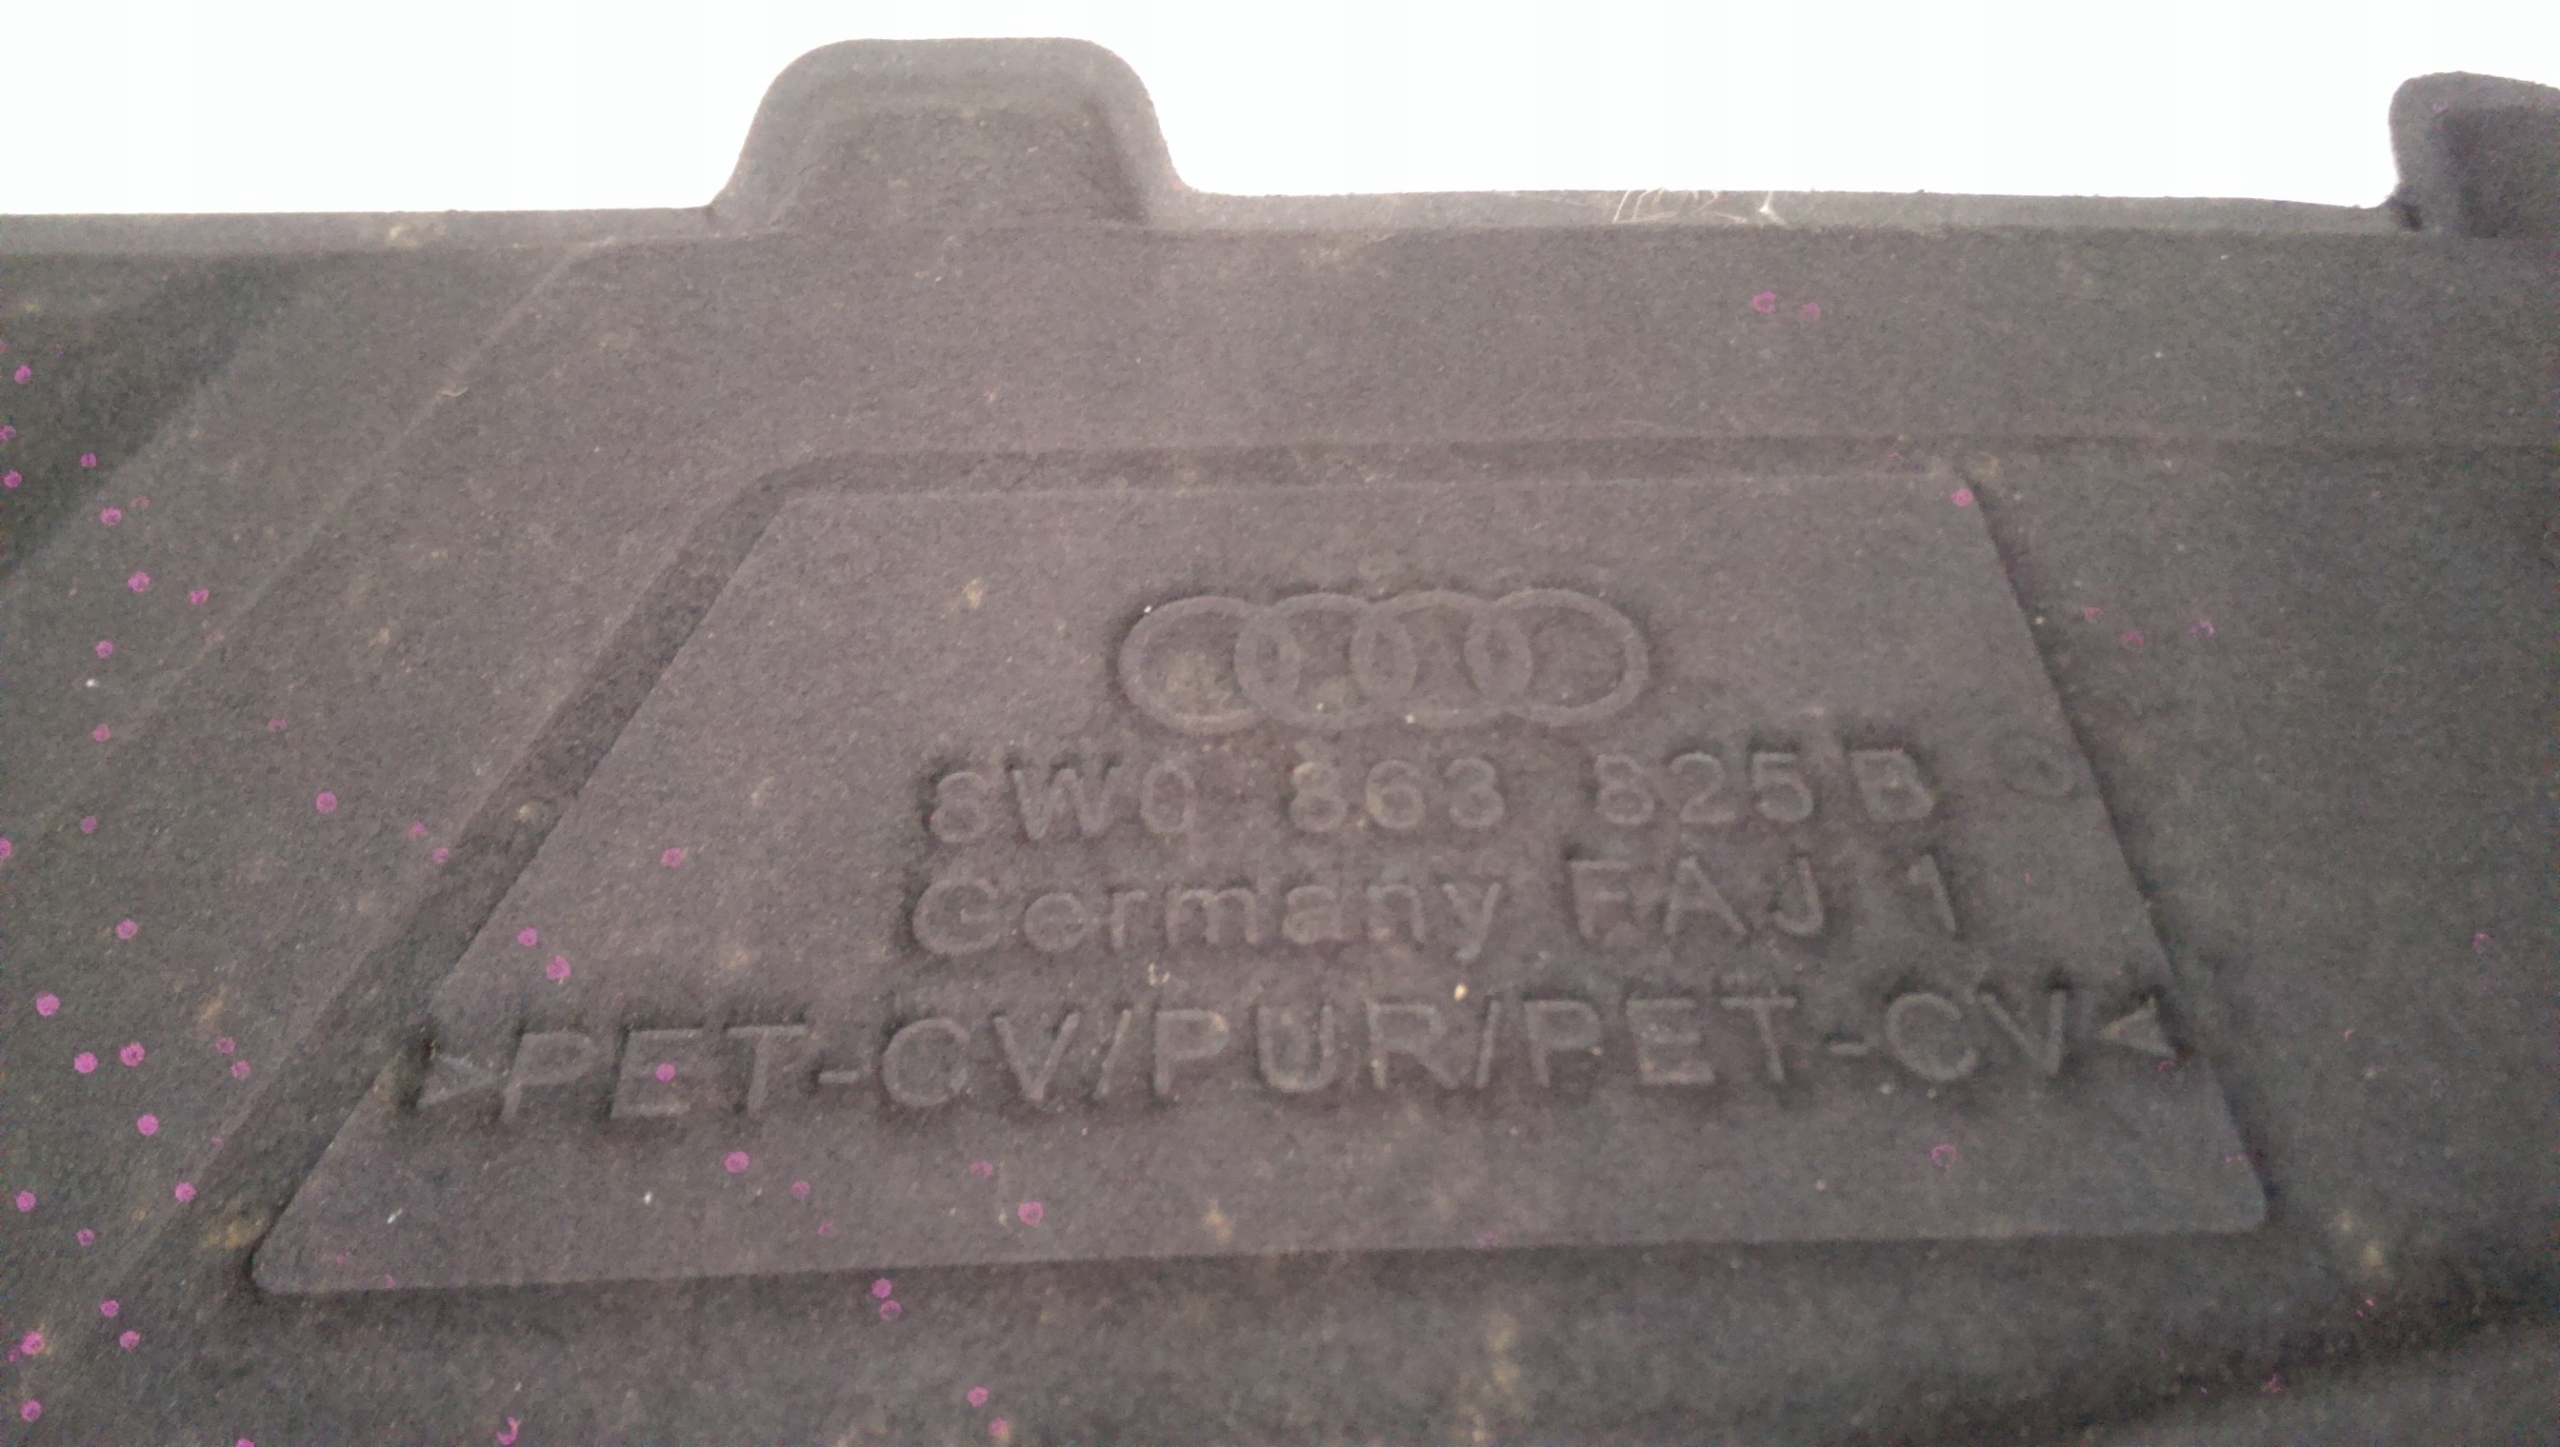 8W0 863 825 B
Germany FAJ 1
>PET-CV/PUR/PET-CV<